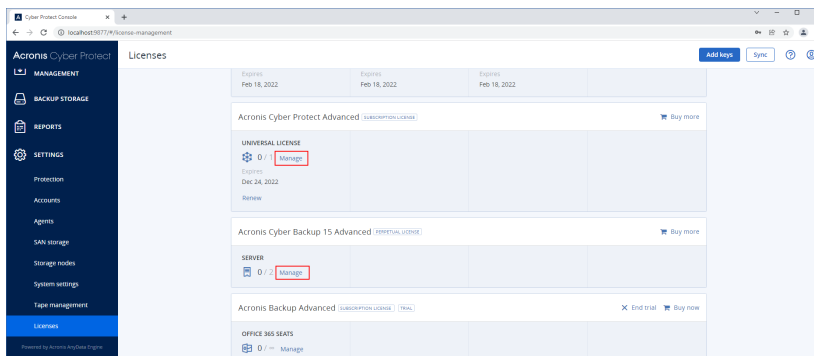 Cyber Protect Console
localhost:9877/#/license-management
Acronis Cyber Protect
Licenses
Add keys
Sync
MANAGEMENT
BACKUP STORAGE
REPORTS
SETTINGS
Protection
Accounts
Agents
SAN storage
Storage nodes
System settings
Tape management
Licenses
Powered by Acronis AnyData Engine
Expires Expires Expires
Feb 18, 2022 Feb 18, 2022 Feb 18, 2022
Acronis Cyber Protect Advanced SUBSCRIPTION LICENSE Buy more
UNIVERSAL LICENSE
0 / 1 Manage
Expires
Dec 24, 2022
Renew
Acronis Cyber Backup 15 Advanced PERPETUAL LICENSE Buy more
SERVER
0 / 2 Manage
Acronis Backup Advanced SUBSCRIPTION LICENSE TRIAL End trial Buy now
OFFICE 365 SEATS
0 / ∞ Manage